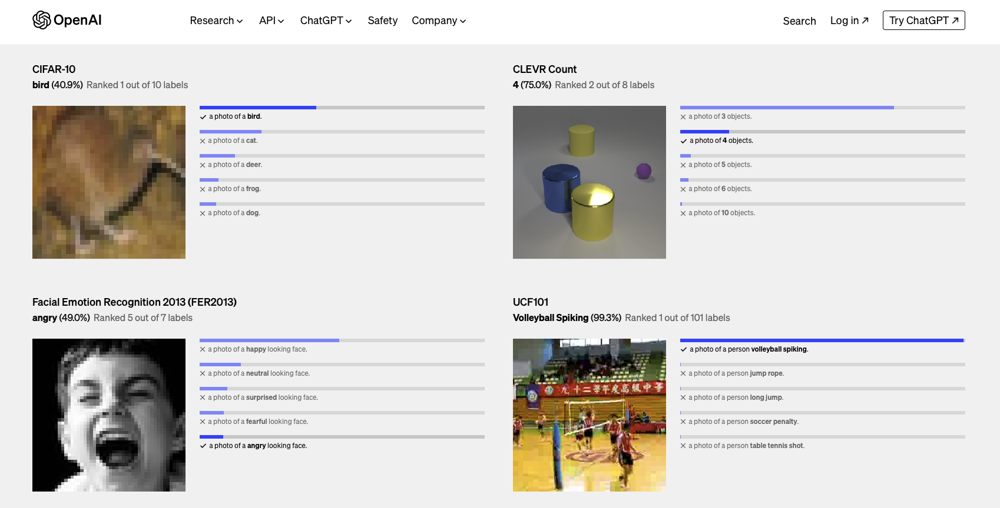 OpenAI
Research API ChatGPT Safety Company
Search Log in Try ChatGPT
CIFAR-10
bird (40.9%) Ranked 1 out of 10 labels
a photo of a bird.
a photo of a cat.
a photo of a deer.
a photo of a frog.
a photo of a dog.
CLEVR Count
4 (75.0%) Ranked 2 out of 8 labels
a photo of 3 objects.
a photo of 4 objects.
a photo of 5 objects.
a photo of 6 objects.
a photo of 10 objects.
Facial Emotion Recognition 2013 (FER2013)
angry (49.0%) Ranked 5 out of 7 labels
a photo of a happy looking face.
a photo of a neutral looking face.
a photo of a surprised looking face.
a photo of a fearful looking face.
a photo of a angry looking face.
UCF101
Volleyball Spiking (99.3%) Ranked 1 out of 101 labels
九十二學年度高級中
a photo of a person volleyball spiking.
a photo of a person jump rope.
a photo of a person long jump.
a photo of a person soccer penalty.
a photo of a person table tennis shot.